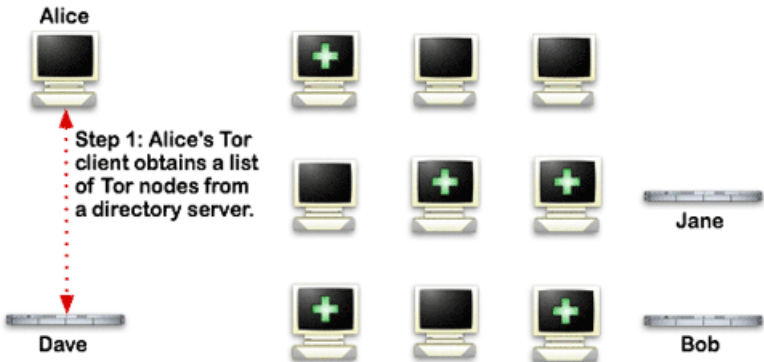 Alice
Step 1: Alice's Tor
client obtains a list
of Tor nodes from
a directory server.
Jane
Dave
Bob